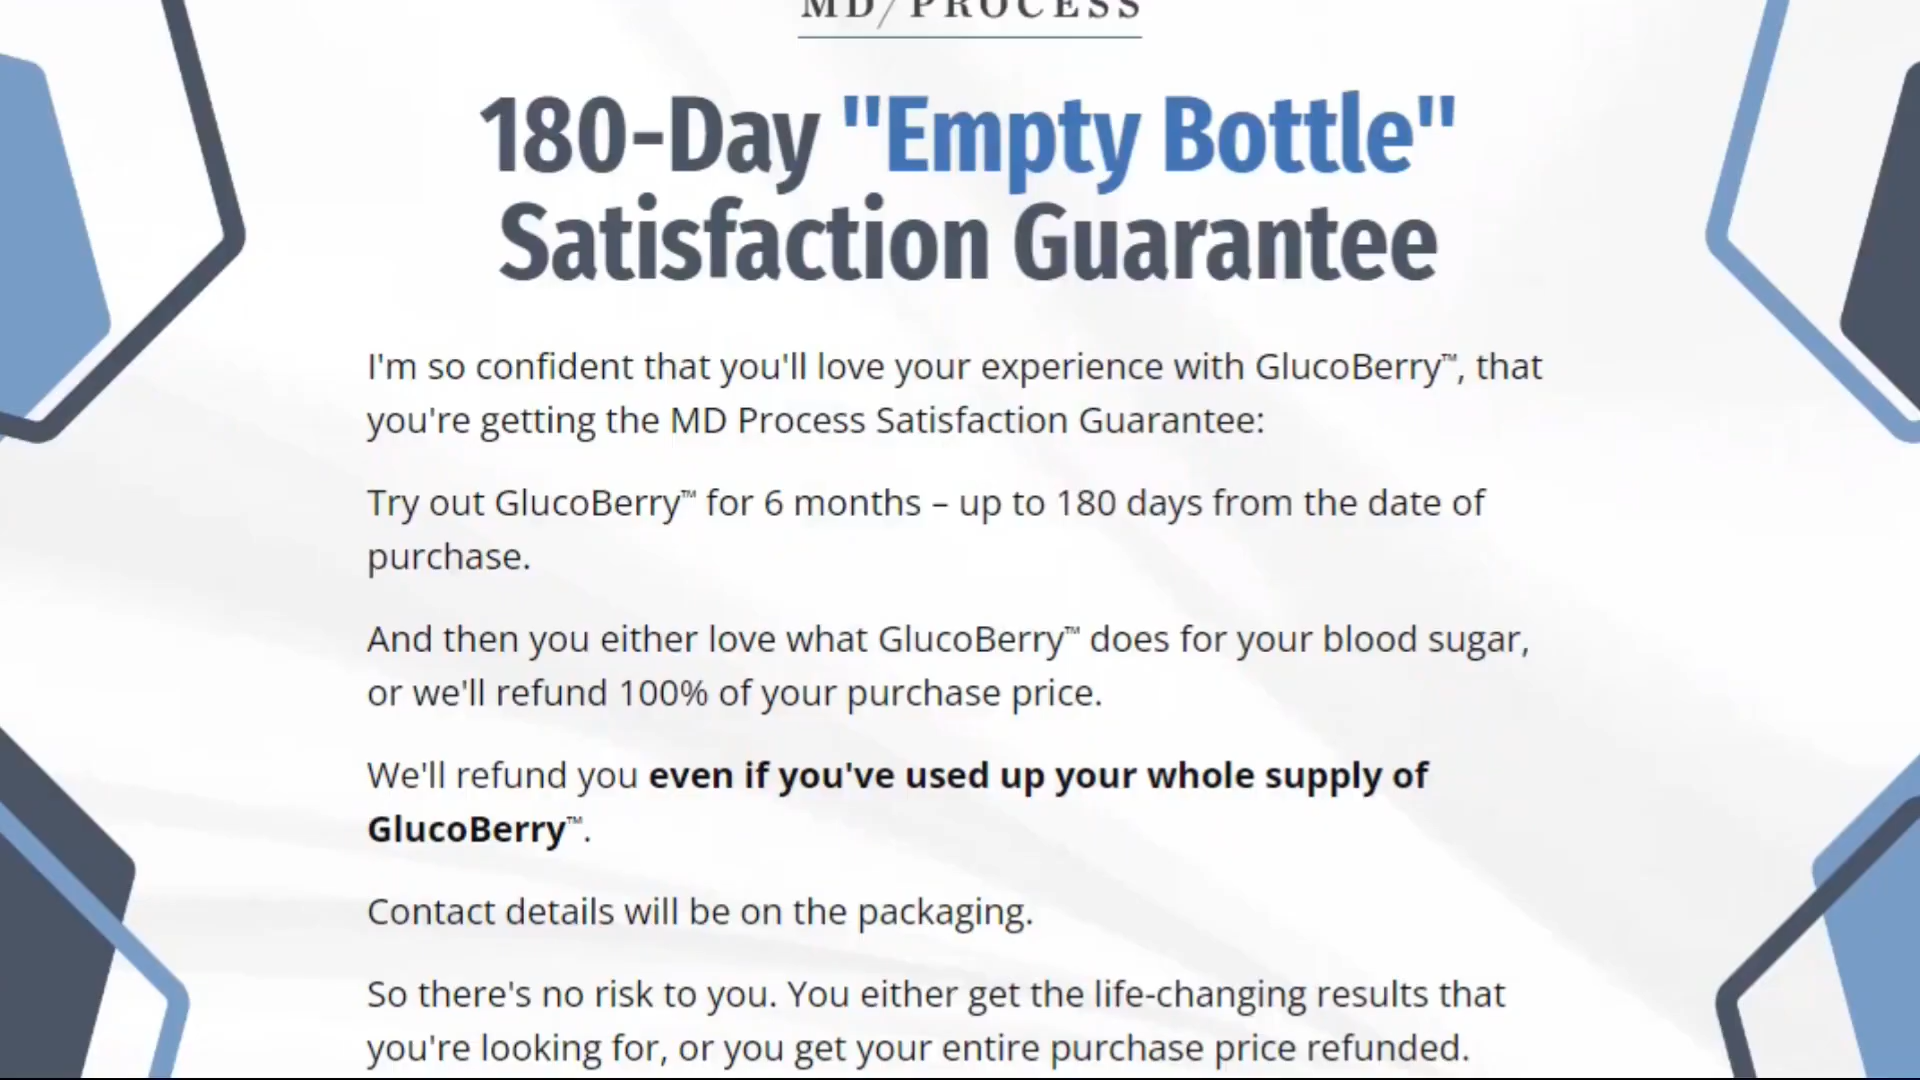 MD/PROCESS
180-Day "Empty Bottle"
Satisfaction Guarantee
I'm so confident that you'll love your experience with GlucoBerry™, that
you're getting the MD Process Satisfaction Guarantee:
Try out GlucoBerry™ for 6 months – up to 180 days from the date of
purchase.
And then you either love what GlucoBerry™ does for your blood sugar,
or we'll refund 100% of your purchase price.
We'll refund you even if you've used up your whole supply of
GlucoBerry™.
Contact details will be on the packaging.
So there's no risk to you. You either get the life-changing results that
you're looking for, or you get your entire purchase price refunded.